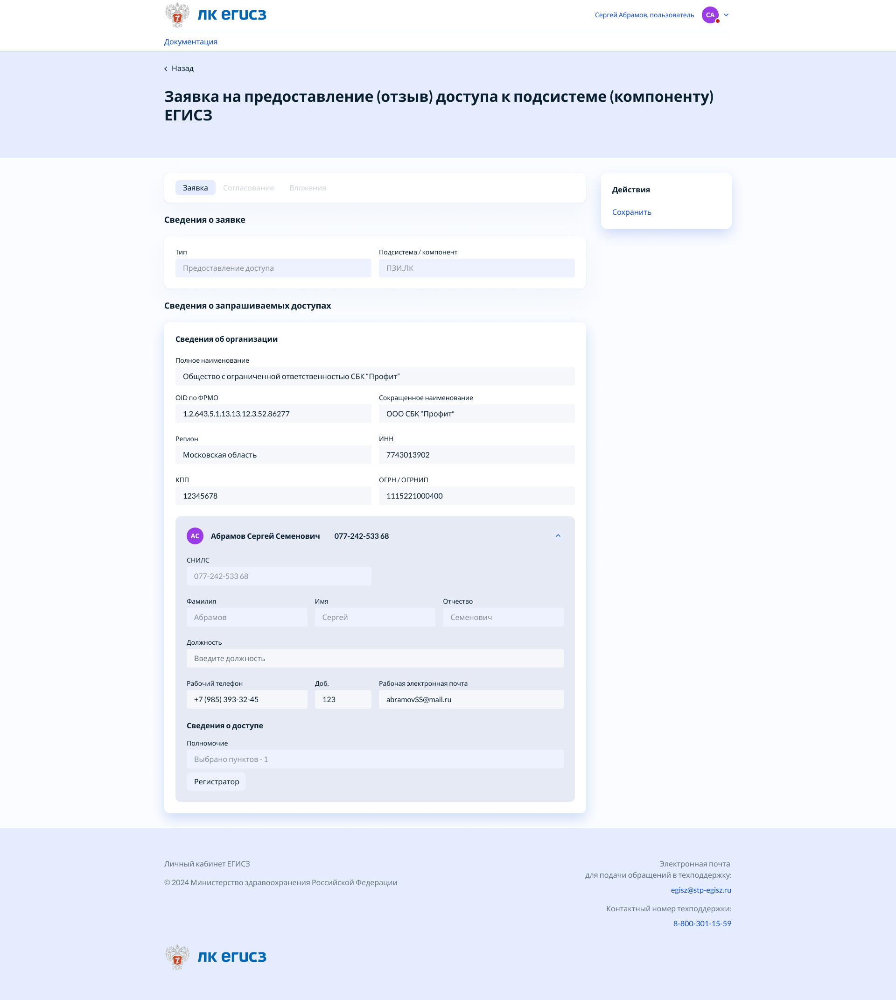 ЛК ЕГИСЗ
Сергей Абрамов, пользователь
СА
Документация
Назад
Заявка на предоставление (отзыв) доступа к подсистеме (компоненту)
ЕГИСЗ
Заявка
Согласование
Вложения
Действия
Сохранить
Сведения о заявке
Тип
Подсистема / компонент
Предоставление доступа
ПЗИ.ЛК
Сведения о запрашиваемых доступах
Сведения об организации
Полное наименование
Общество с ограниченной ответственностью СБК “Профит”
OID по ФРМО
Сокращенное наименование
1.2.643.5.1.13.13.12.3.52.86277
ООО СБК “Профит”
Регион
ИНН
Московская область
7743013902
КПП
ОГРН / ОГРНИП
12345678
1115221000400
АС
Абрамов Сергей Семенович
077-242-533 68
СНИЛС
077-242-533 68
Фамилия
Имя
Отчество
Абрамов
Сергей
Семенович
Должность
Введите должность
Рабочий телефон
Доб.
Рабочая электронная почта
+7 (985) 393-32-45
123
abramovSS@mail.ru
Сведения о доступе
Полномочие
Выбрано пунктов - 1
Регистратор
Личный кабинет ЕГИСЗ
© 2024 Министерство здравоохранения Российской Федерации
Электронная почта
для подачи обращений в техподдержку:
egisz@stp-egisz.ru
Контактный номер техподдержки:
8-800-301-15-59
ЛК ЕГИСЗ